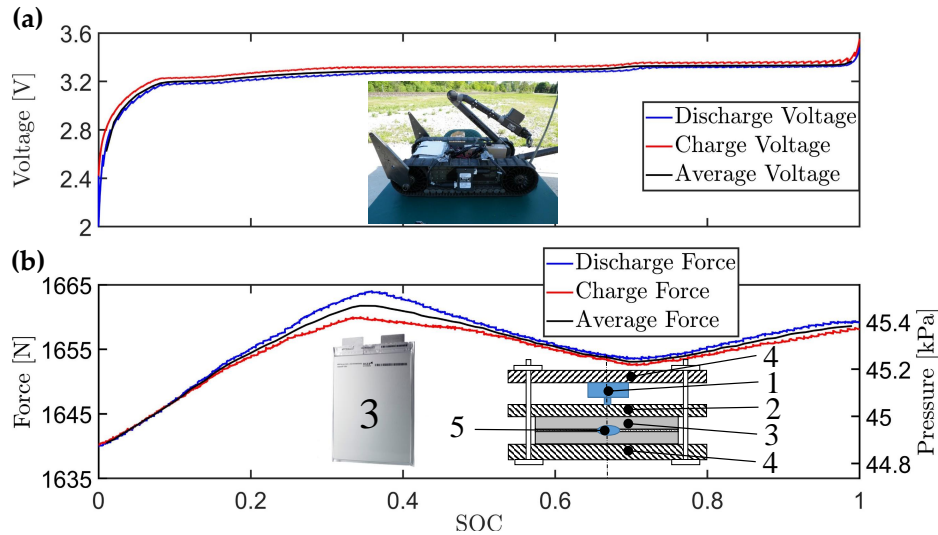 (a)
3.6
3.2
2.8
2.4
2
Voltage [V]
Discharge Voltage
Charge Voltage
Average Voltage
(b)
1665
1655
1645
1635
Force [N]
Discharge Force
Charge Force
Average Force
45.4
45.2
45
44.8
Pressure [kPa]
3
4
1
2
3
4
5
0
0.2
0.4
0.6
0.8
1
SOC